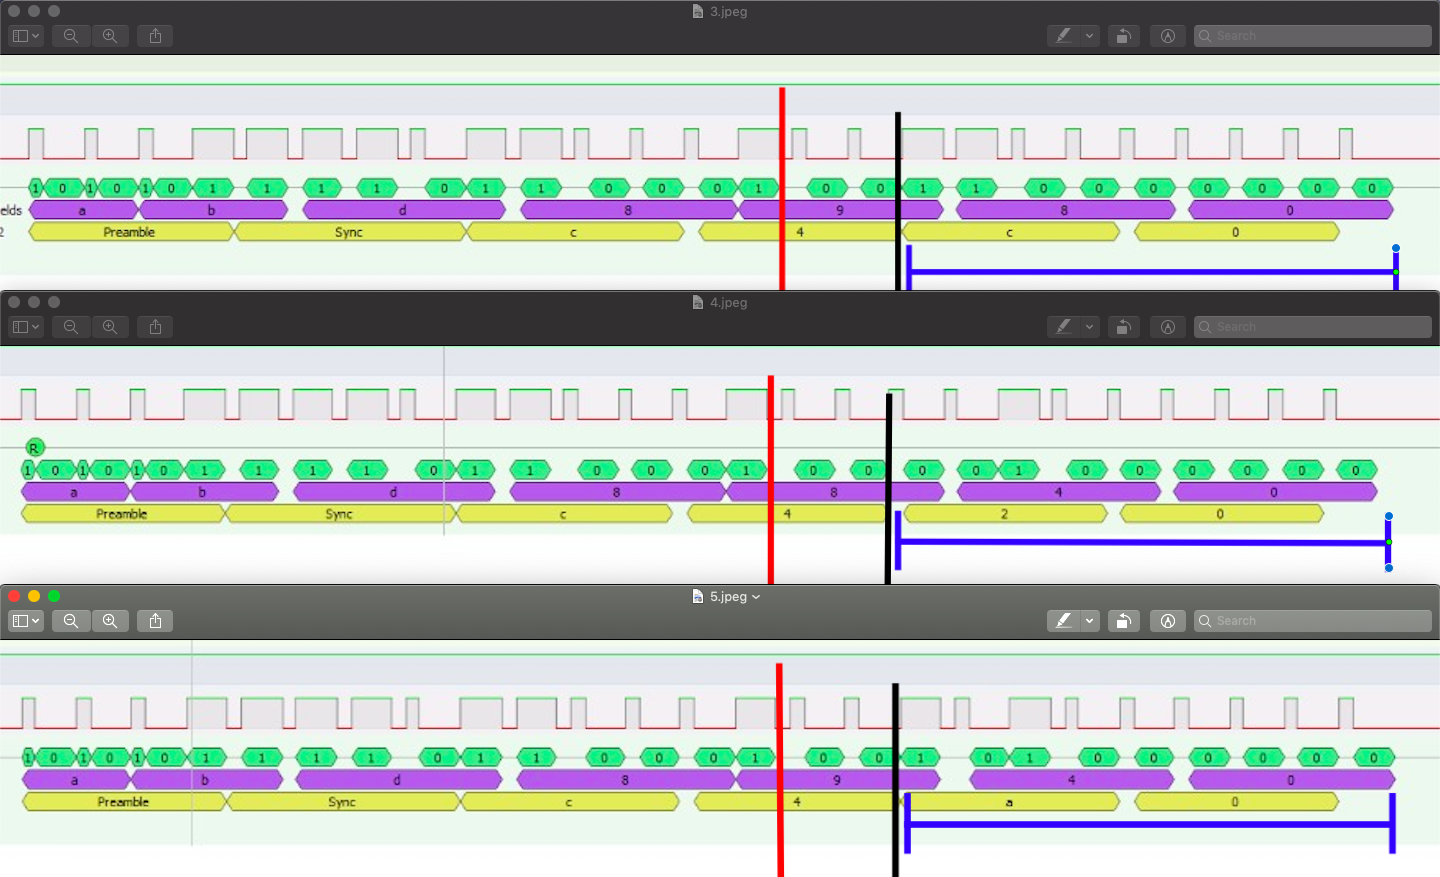 3.jpeg
Search
1 0 1 0 1 0 1 1 1 1 0 1 1 0 0 0 1 0 0 1 1 0 0 0 0 0 0 0
elds a b d 8 9 8 0
2 Preamble Sync c 4 c 0
4.jpeg
Search
R
1 0 1 0 1 0 1 1 1 1 0 1 1 0 0 0 1 0 0 0 0 1 0 0 0 0 0 0
a b d 8 8 4 0
Preamble Sync c 4 2 0
5.jpeg
Search
1 0 1 0 1 0 1 1 1 1 0 1 1 0 0 0 1 0 0 1 0 1 0 0 0 0 0 0
a b d 8 9 4 0
Preamble Sync c 4 a 0